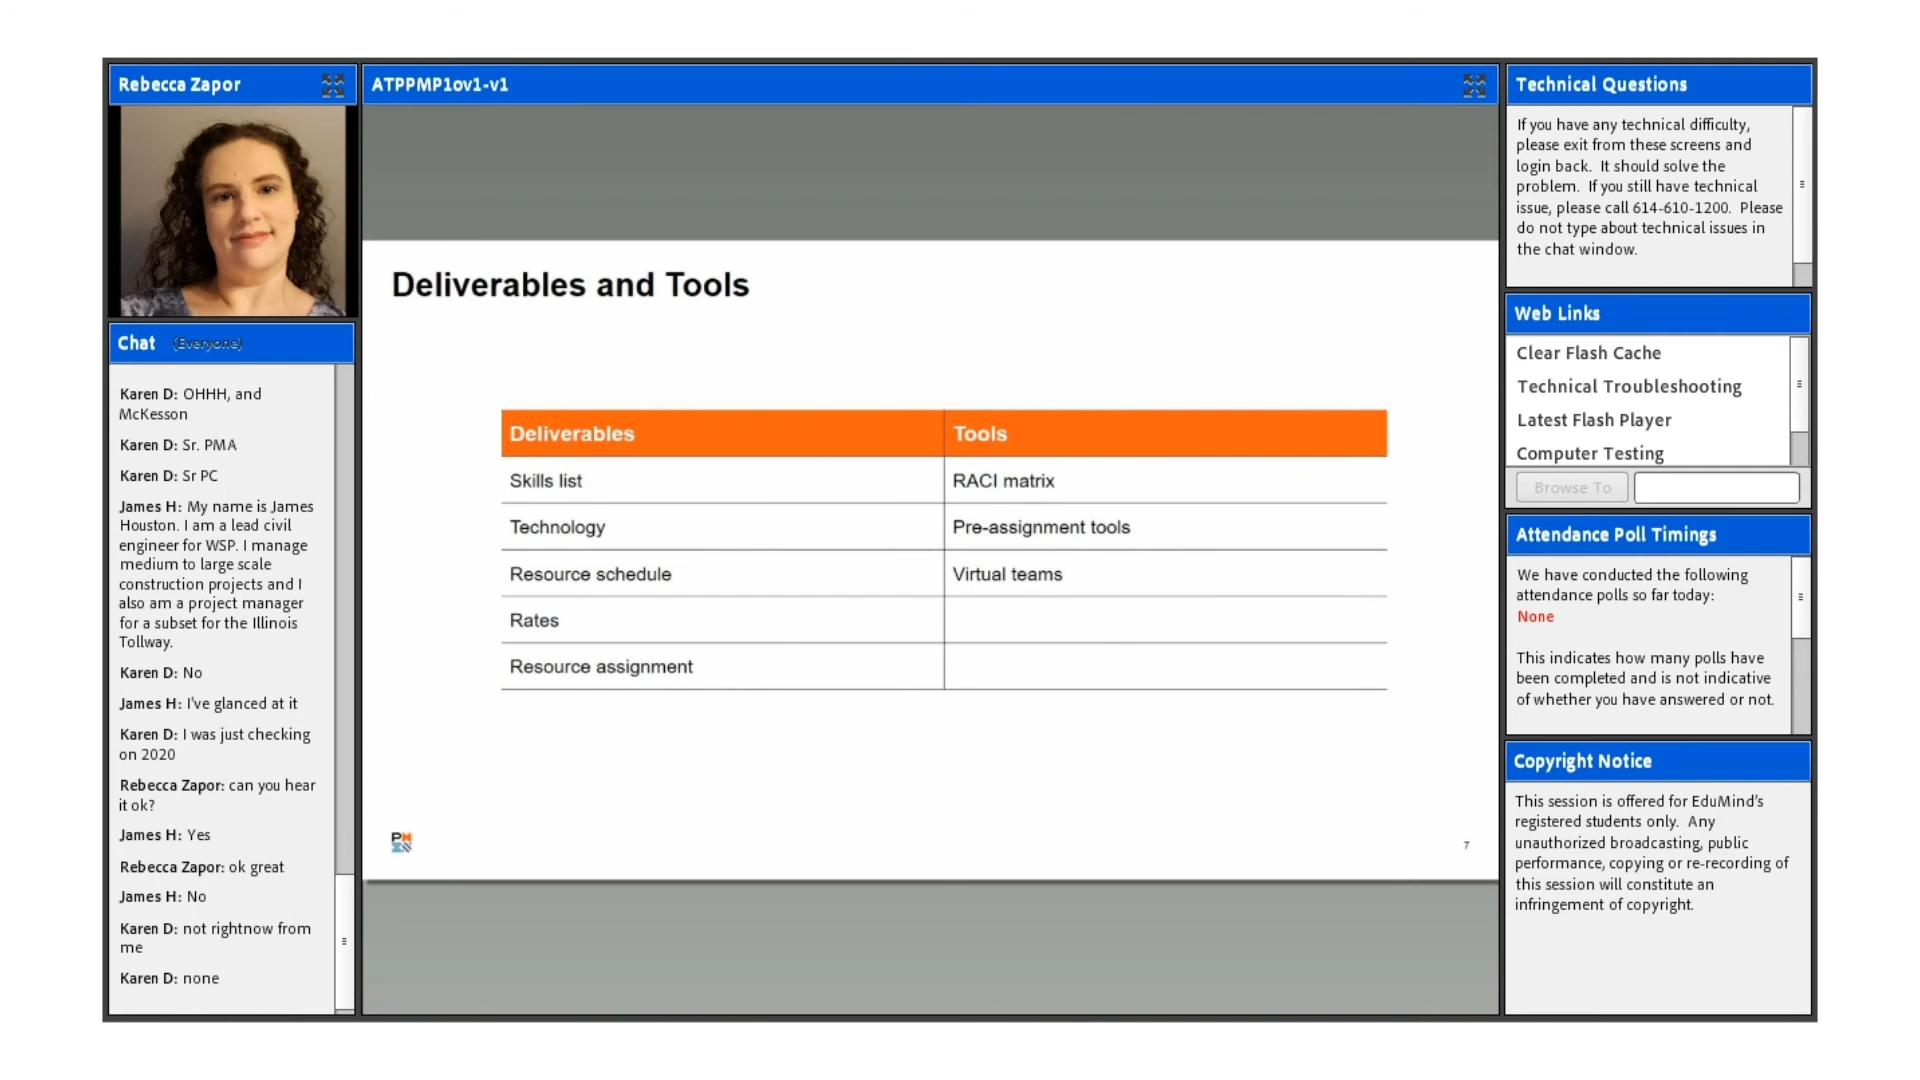 Rebecca Zapor
Chat (Everyone)
Karen D: OHHH, and
McKesson
Karen D: Sr. PMA
Karen D: Sr PC
James H: My name is James
Houston. I am a lead civil
engineer for WSP. I manage
medium to large scale
construction projects and I
also am a project manager
for a subset for the Illinois
Tollway.
Karen D: No
James H: I've glanced at it
Karen D: I was just checking
on 2020
Rebecca Zapor: can you hear
it ok?
James H: Yes
Rebecca Zapor: ok great
James H: No
Karen D: not rightnow from
me
Karen D: none
ATPPMP1ov1-v1
Deliverables and Tools
Deliverables Tools
Skills list RACI matrix
Technology Pre-assignment tools
Resource schedule Virtual teams
Rates
Resource assignment
7
Technical Questions
If you have any technical difficulty,
please exit from these screens and
login back. It should solve the
problem. If you still have technical
issue, please call 614-610-1200. Please
do not type about technical issues in
the chat window.
Web Links
Clear Flash Cache
Technical Troubleshooting
Latest Flash Player
Computer Testing
Browse To
Attendance Poll Timings
We have conducted the following
attendance polls so far today:
None
This indicates how many polls have
been completed and is not indicative
of whether you have answered or not.
Copyright Notice
This session is offered for EduMind's
registered students only. Any
unauthorized broadcasting, public
performance, copying or re-recording of
this session will constitute an
infringement of copyright.